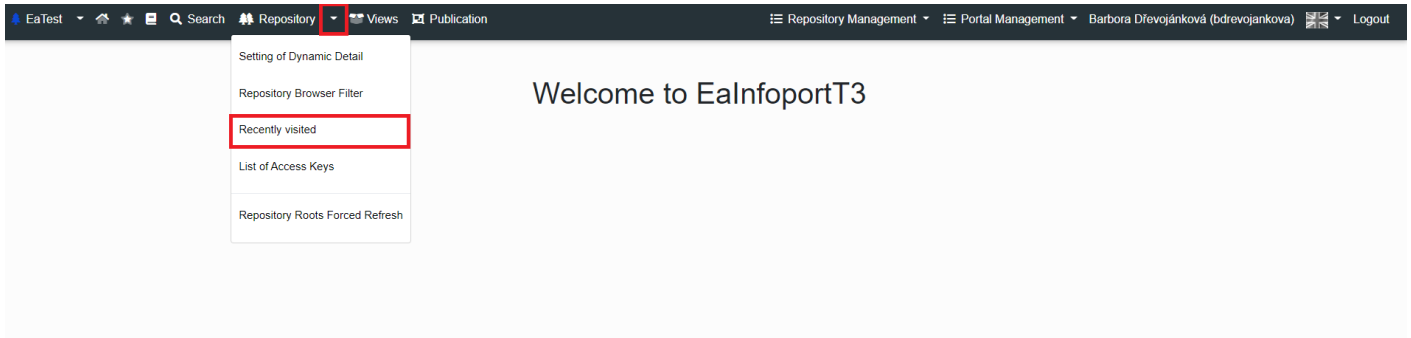 EaTest Search Repository Views Publication Repository Management Portal Management Barbora Dřevojánková (bdrevojankova) Logout
Setting of Dynamic Detail
Welcome to EaInfoportT3
Repository Browser Filter
Recently visited
List of Access Keys
Repository Roots Forced Refresh